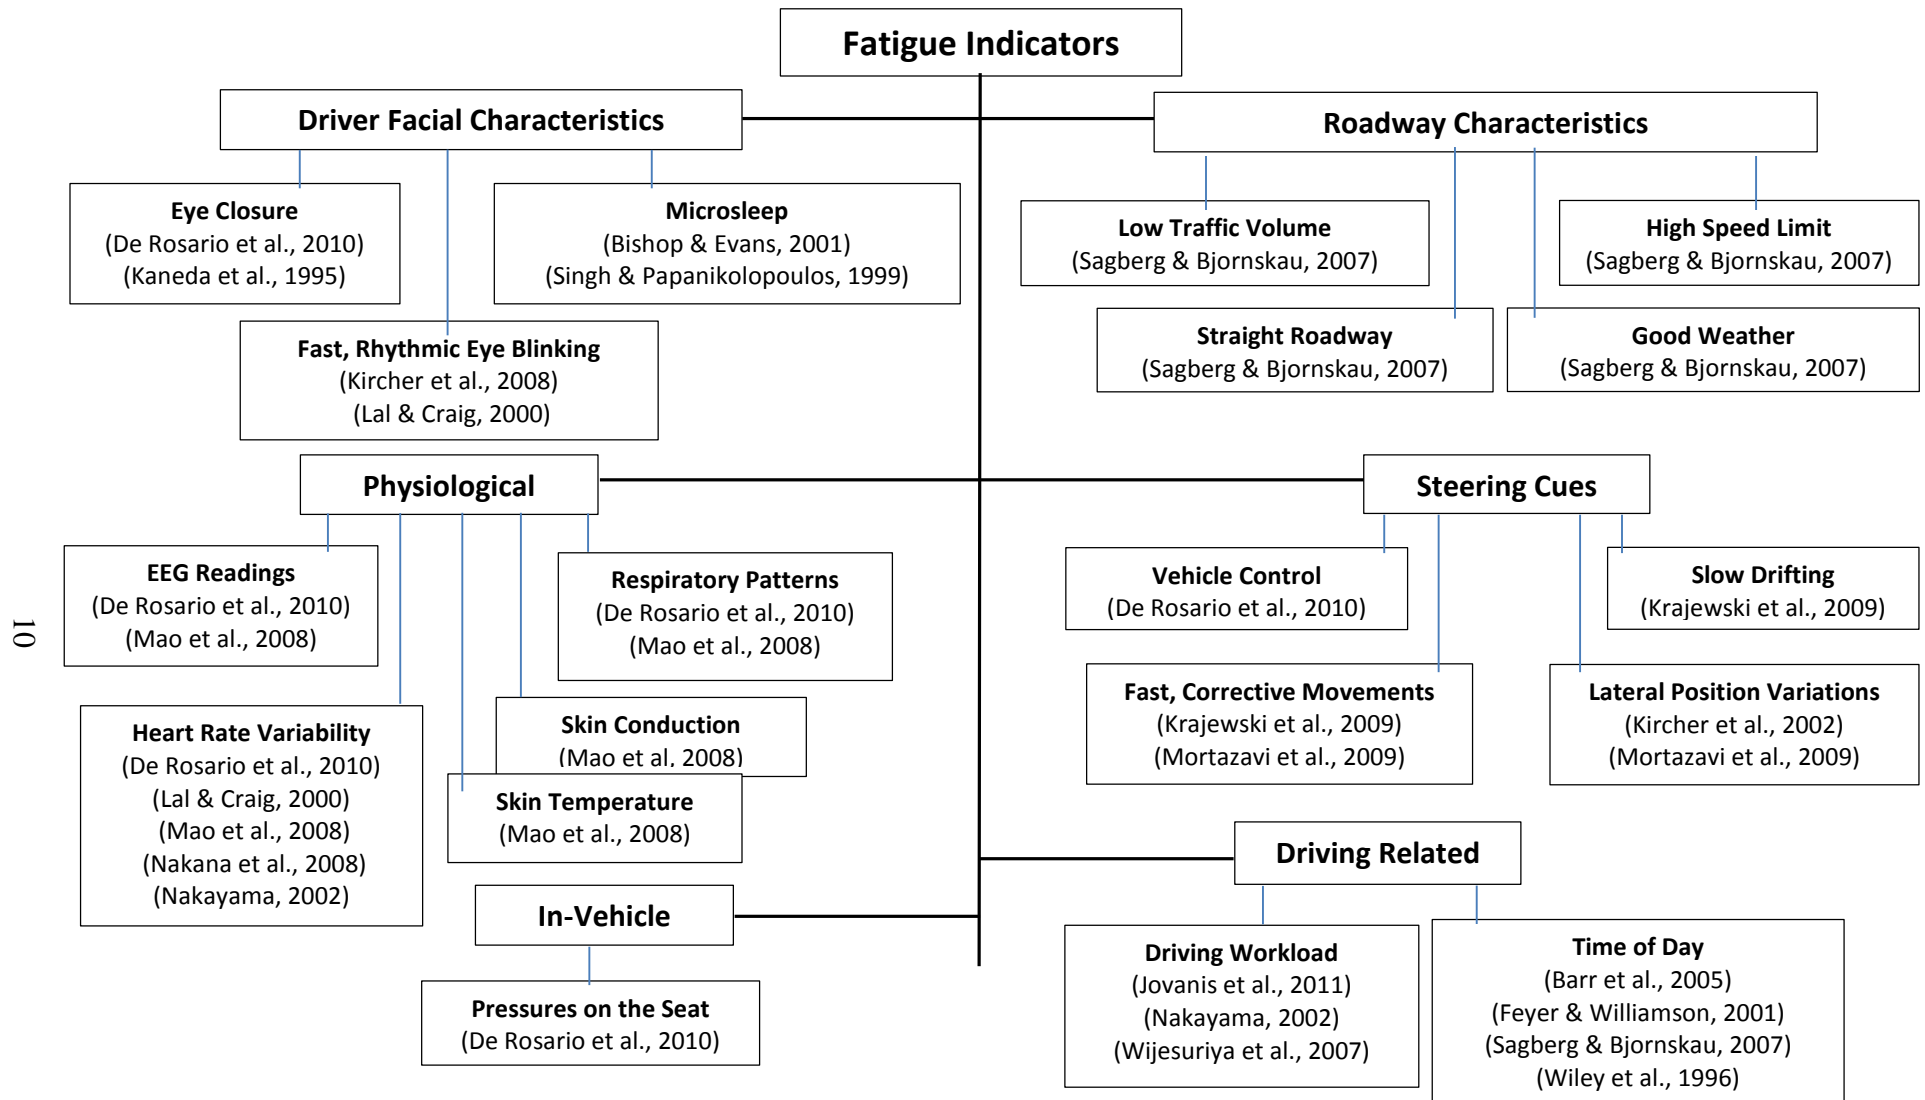 Fatigue Indicators
Driver Facial Characteristics
Roadway Characteristics
Eye Closure
(De Rosario et al., 2010)
(Kaneda et al., 1995)
Microsleep
(Bishop & Evans, 2001)
(Singh & Papanikolopoulos, 1999)
Fast, Rhythmic Eye Blinking
(Kircher et al., 2008)
(Lal & Craig, 2000)
Low Traffic Volume
(Sagberg & Bjornskau, 2007)
High Speed Limit
(Sagberg & Bjornskau, 2007)
Straight Roadway
(Sagberg & Bjornskau, 2007)
Good Weather
(Sagberg & Bjornskau, 2007)
Physiological
Steering Cues
EEG Readings
(De Rosario et al., 2010)
(Mao et al., 2008)
Respiratory Patterns
(De Rosario et al., 2010)
(Mao et al., 2008)
Heart Rate Variability
(De Rosario et al., 2010)
(Lal & Craig, 2000)
(Mao et al., 2008)
(Nakana et al., 2008)
(Nakayama, 2002)
Skin Conduction
(Mao et al, 2008)
Skin Temperature
(Mao et al., 2008)
Vehicle Control
(De Rosario et al., 2010)
Slow Drifting
(Krajewski et al., 2009)
Fast, Corrective Movements
(Krajewski et al., 2009)
(Mortazavi et al., 2009)
Lateral Position Variations
(Kircher et al., 2002)
(Mortazavi et al., 2009)
In-Vehicle
Pressures on the Seat
(De Rosario et al., 2010)
Driving Related
Driving Workload
(Jovanis et al., 2011)
(Nakayama, 2002)
(Wijesuriya et al., 2007)
Time of Day
(Barr et al., 2005)
(Feyer & Williamson, 2001)
(Sagberg & Bjornskau, 2007)
(Wiley et al., 1996)
10